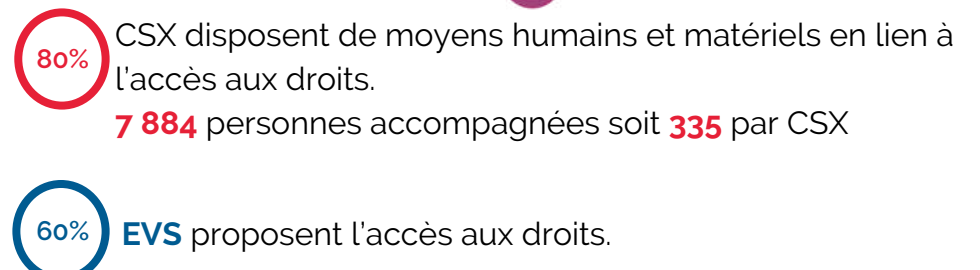 80%
CSX disposent de moyens humains et matériels en lien à
l'accès aux droits.
7 884 personnes accompagnées soit 335 par CSX
60%
EVS proposent l'accès aux droits.